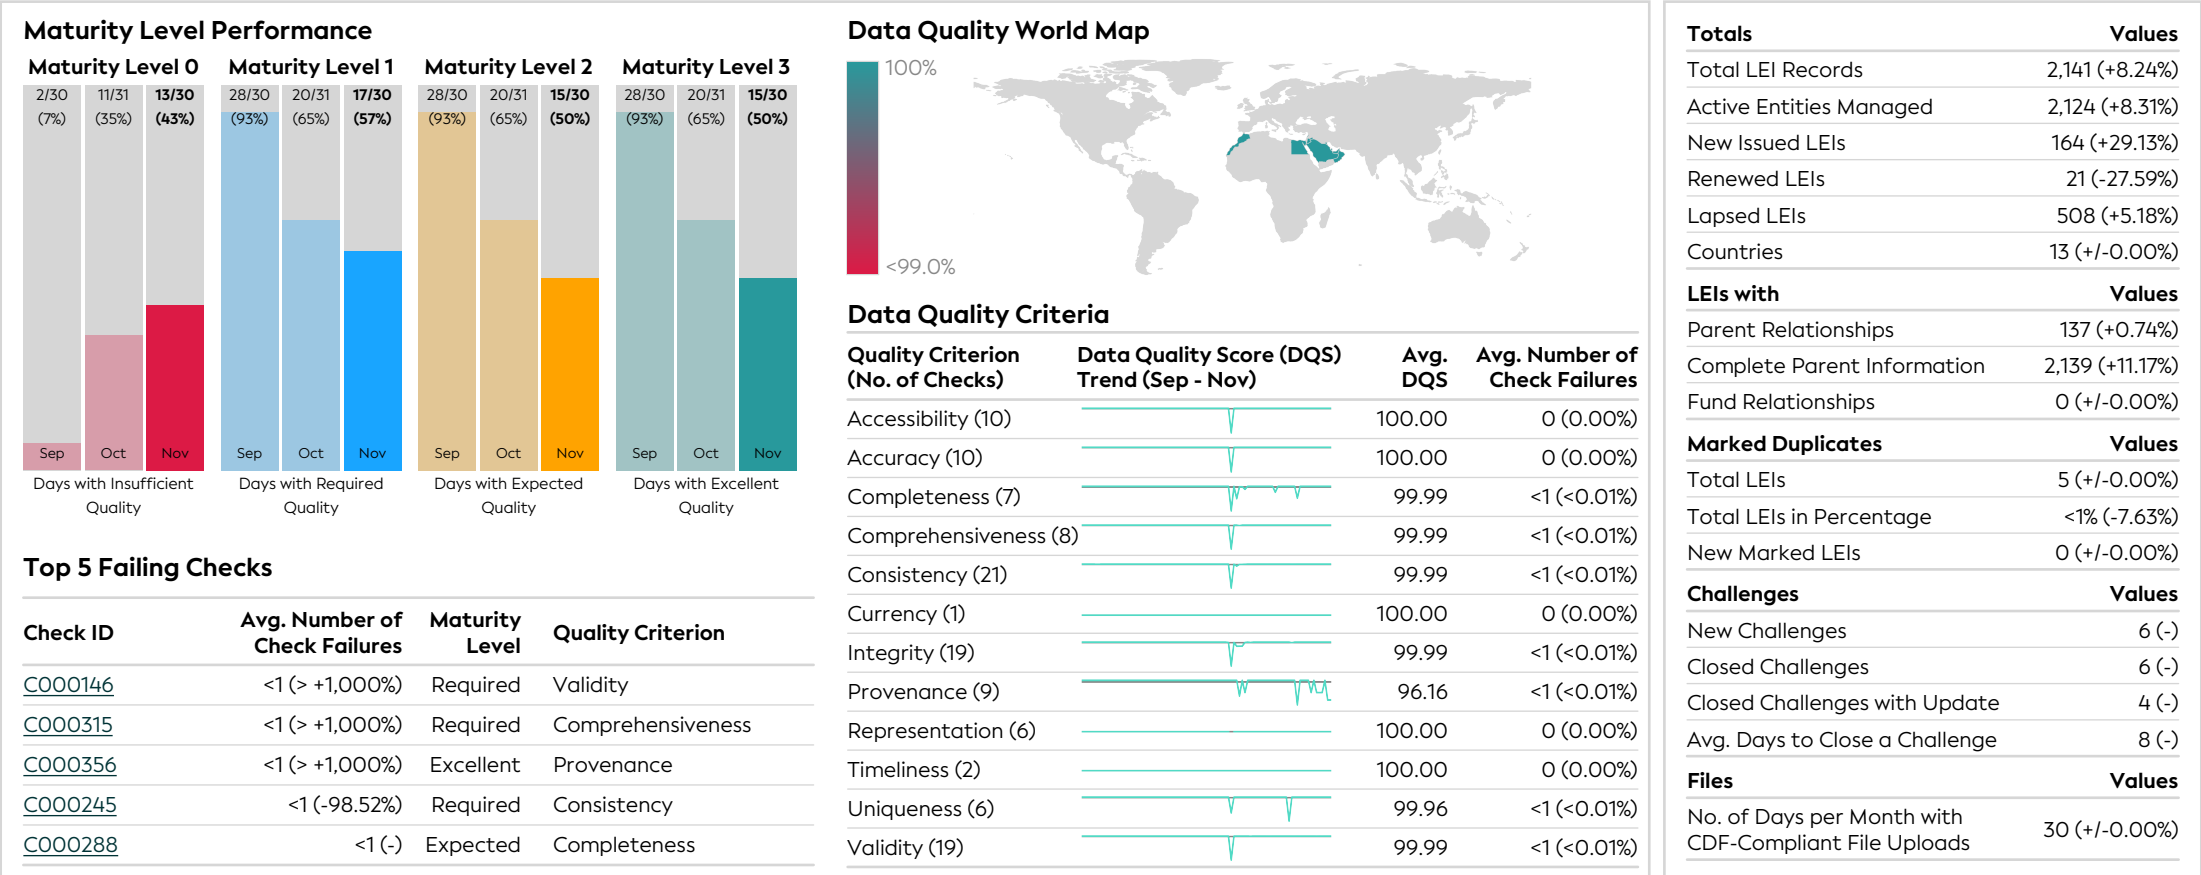 Maturity Level Performance
Maturity Level 0
2/30 11/31 13/30
(7%) (35%) (43%)
Sep Oct Nov
Days with Insufficient
Quality
Maturity Level 1
28/30 20/31 17/30
(93%) (65%) (57%)
Sep Oct Nov
Days with Required
Quality
Maturity Level 2
28/30 20/31 15/30
(93%) (65%) (50%)
Sep Oct Nov
Days with Expected
Quality
Maturity Level 3
28/30 20/31 15/30
(93%) (65%) (50%)
Sep Oct Nov
Days with Excellent
Quality
Top 5 Failing Checks
Check ID Avg. Number of Check Failures Maturity Level Quality Criterion
C000146 <1 (> +1,000%) Required Validity
C000315 <1 (> +1,000%) Required Comprehensiveness
C000356 <1 (> +1,000%) Excellent Provenance
C000245 <1 (-98.52%) Required Consistency
C000288 <1 (-) Expected Completeness
Data Quality World Map
100%
<99.0%
Data Quality Criteria
Quality Criterion Data Quality Score (DQS) Avg. Avg. Number of
(No. of Checks) Trend (Sep - Nov) DQS Check Failures
Accessibility (10) 100.00 0 (0.00%)
Accuracy (10) 100.00 0 (0.00%)
Completeness (7) 99.99 <1 (<0.01%)
Comprehensiveness (8) 99.99 <1 (<0.01%)
Consistency (21) 99.99 <1 (<0.01%)
Currency (1) 100.00 0 (0.00%)
Integrity (19) 99.99 <1 (<0.01%)
Provenance (9) 96.16 <1 (<0.01%)
Representation (6) 100.00 0 (0.00%)
Timeliness (2) 100.00 0 (0.00%)
Uniqueness (6) 99.96 <1 (<0.01%)
Validity (19) 99.99 <1 (<0.01%)
Totals Values
Total LEI Records 2,141 (+8.24%)
Active Entities Managed 2,124 (+8.31%)
New Issued LEIs 164 (+29.13%)
Renewed LEIs 21 (-27.59%)
Lapsed LEIs 508 (+5.18%)
Countries 13 (+/-0.00%)
LEIs with Values
Parent Relationships 137 (+0.74%)
Complete Parent Information 2,139 (+11.17%)
Fund Relationships 0 (+/-0.00%)
Marked Duplicates Values
Total LEIs 5 (+/-0.00%)
Total LEIs in Percentage <1% (-7.63%)
New Marked LEIs 0 (+/-0.00%)
Challenges Values
New Challenges 6 (-)
Closed Challenges 6 (-)
Closed Challenges with Update 4 (-)
Avg. Days to Close a Challenge 8 (-)
Files Values
No. of Days per Month with
CDF-Compliant File Uploads 30 (+/-0.00%)